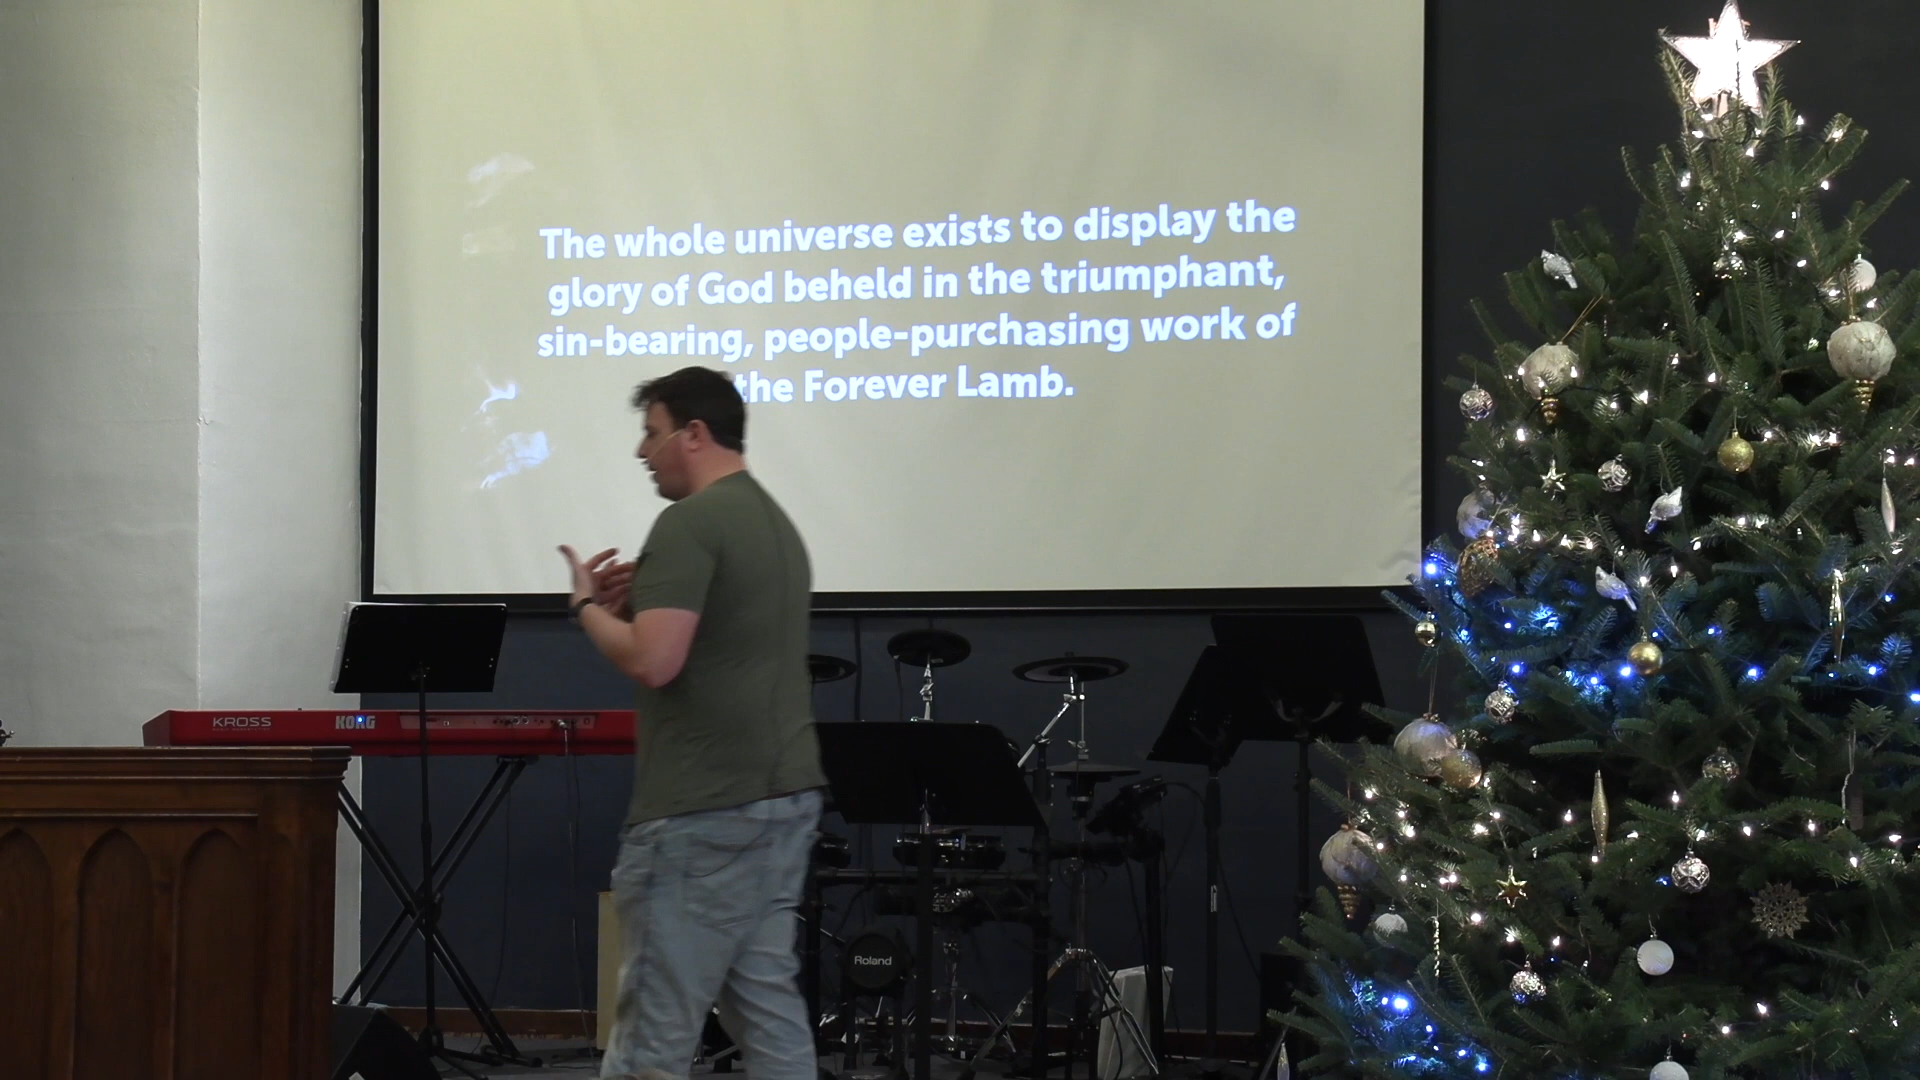 The whole universe exists to display the
glory of God beheld in the triumphant,
sin-bearing, people-purchasing work of
the Forever Lamb.
KROSS
KORG
Roland